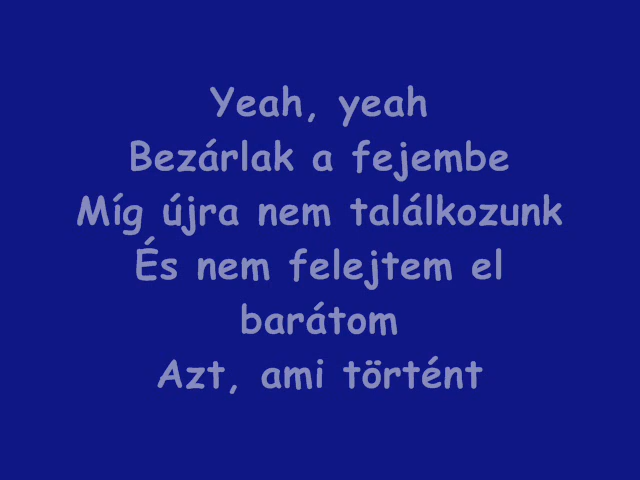 Yeah, yeah
Bezárlak a fejembe
Míg újra nem találkozunk
És nem felejtem el
barátom
Azt, ami történt